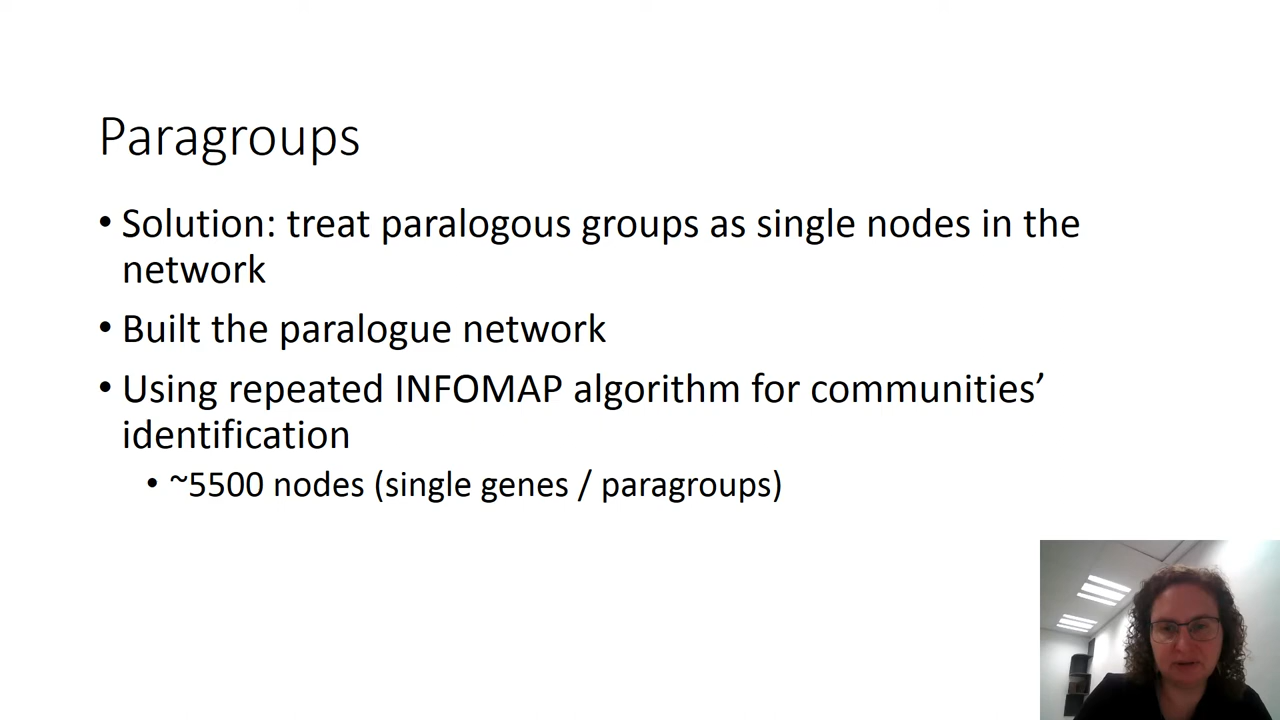 Paragroups
• Solution: treat paralogous groups as single nodes in the
network
• Built the paralogue network
• Using repeated INFOMAP algorithm for communities’
identification
• ~5500 nodes (single genes / paragroups)